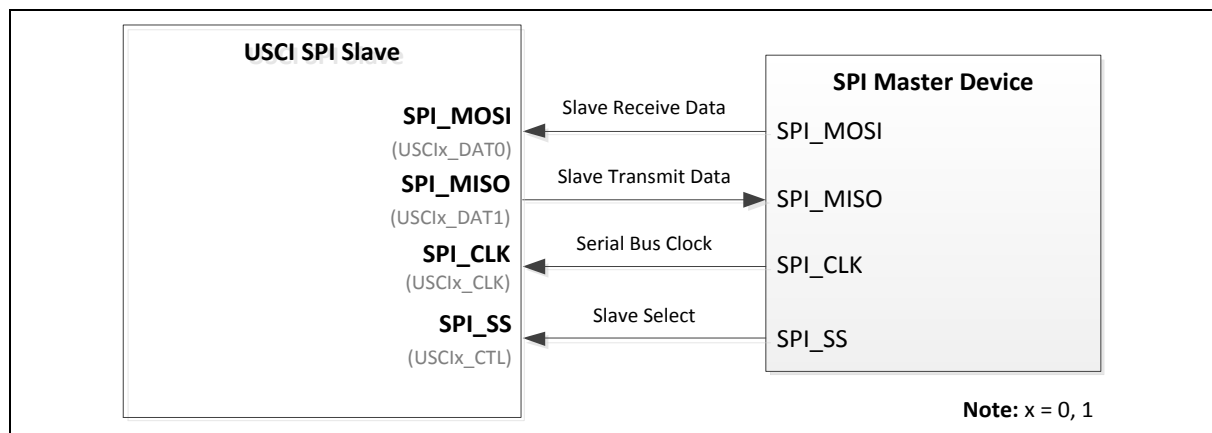 USCI SPI Slave
SPI_MOSI
(USCIx_DAT0)
SPI_MISO
(USCIx_DAT1)
SPI_CLK
(USCIx_CLK)
SPI_SS
(USCIx_CTL)
Slave Receive Data
Slave Transmit Data
Serial Bus Clock
Slave Select
SPI Master Device
SPI_MOSI
SPI_MISO
SPI_CLK
SPI_SS
Note: x = 0, 1